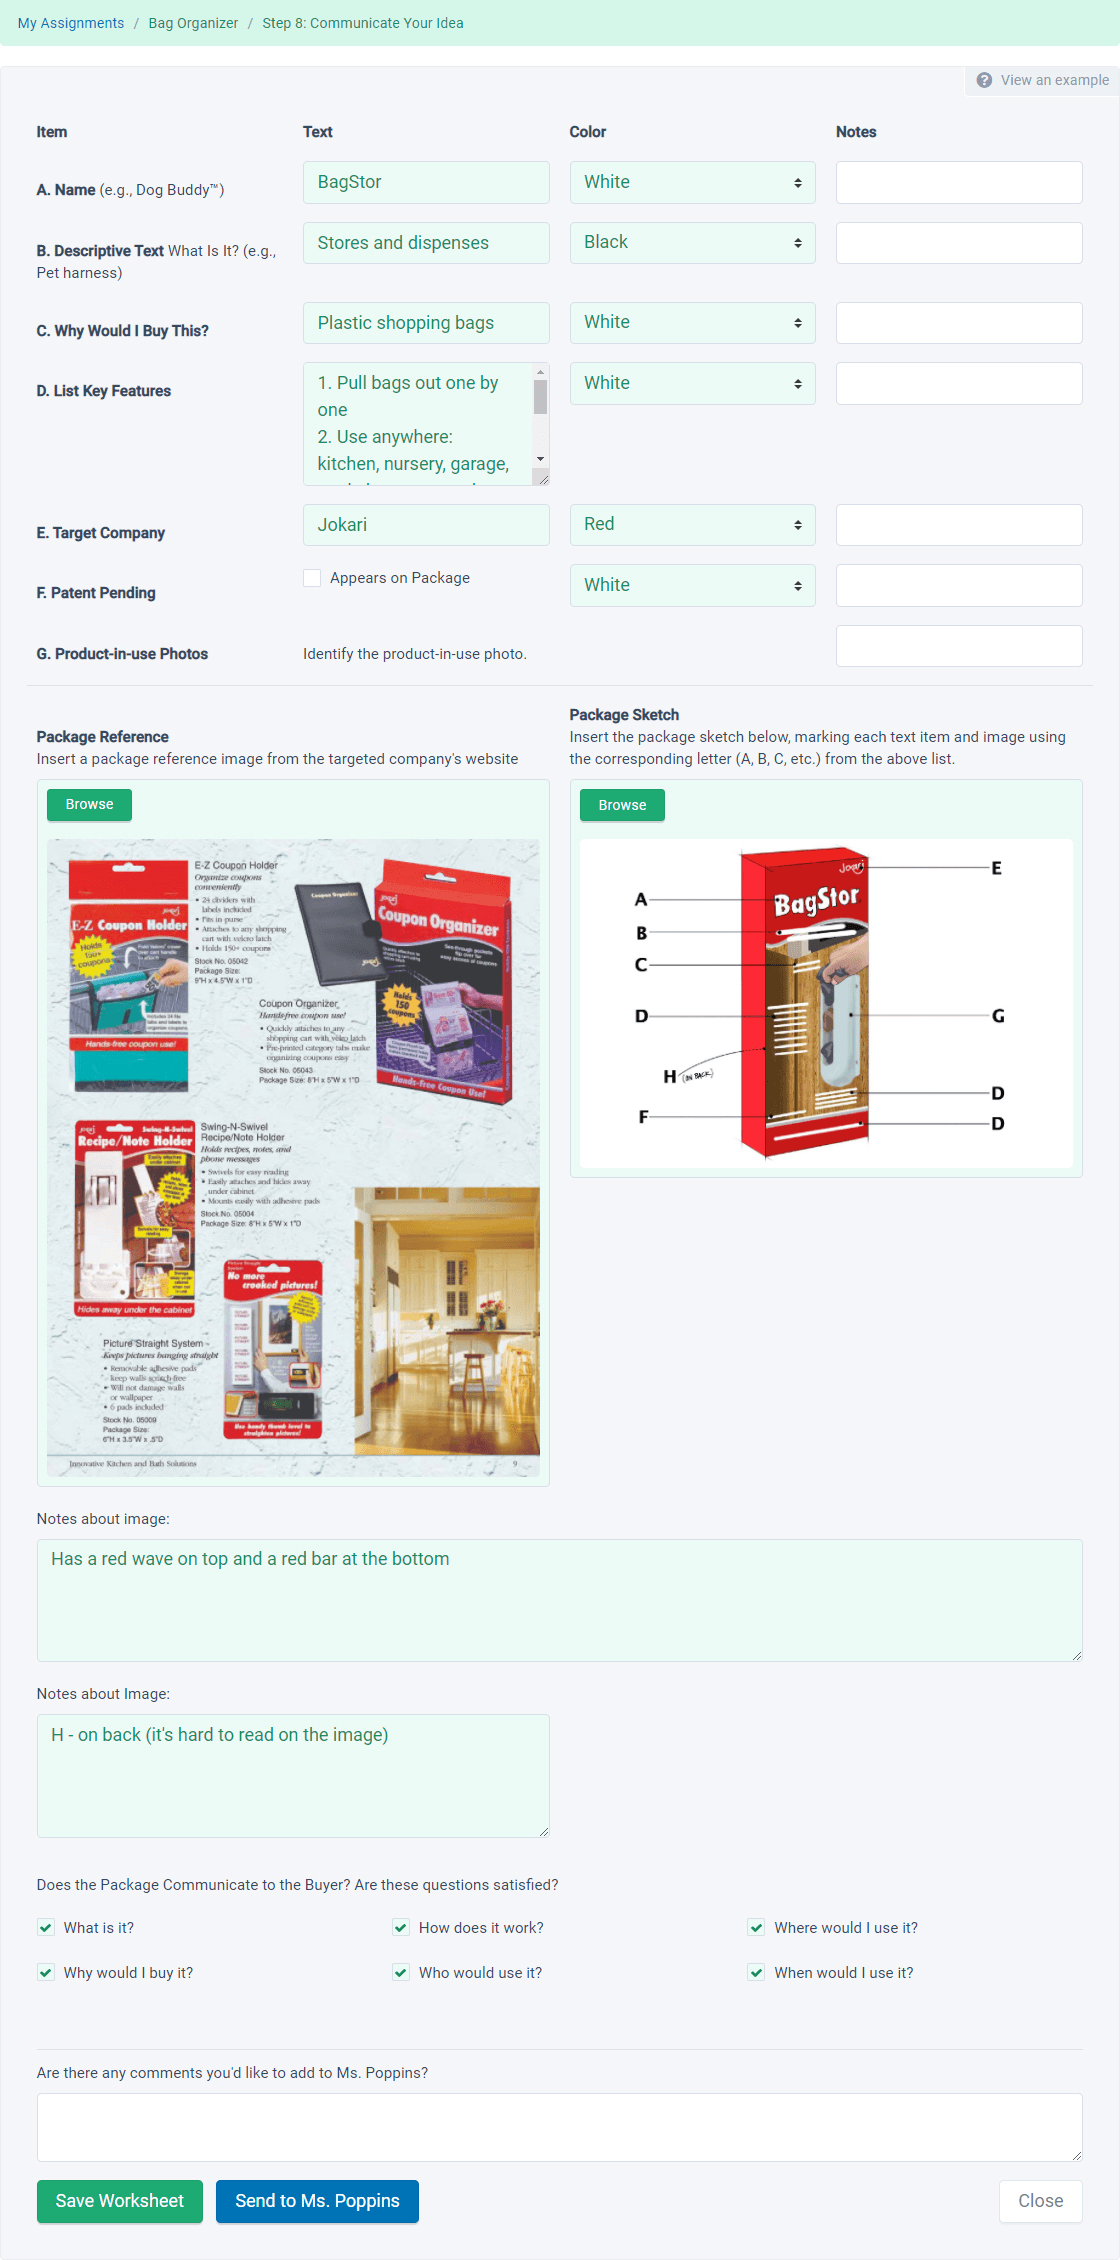 My Assignments / Bag Organizer / Step 8: Communicate Your Idea
View an example
Item Text Color Notes
A. Name (e.g., Dog Buddy™) BagStor White
B. Descriptive Text What Is It? (e.g.,
Pet harness)
Stores and dispenses Black
C. Why Would I Buy This? Plastic shopping bags White
D. List Key Features
1. Pull bags out one by
one
2. Use anywhere:
kitchen, nursery, garage,
White
E. Target Company Jokari Red
F. Patent Pending Appears on Package White
G. Product-in-use Photos Identify the product-in-use photo.
Package Reference
Insert a package reference image from the targeted company's website
Package Sketch
Insert the package sketch below, marking each text item and image using
the corresponding letter (A, B, C, etc.) from the above list.
Browse
Browse
E-Z Coupon Holder
Organize coupons
conveniently
• 24 dividers with
labels included
• Fits in purse
• Attaches to any shopping
cart with velcro latch
• Holds 150+ coupons
Stock No. 05042
Package Size:
9"H x 4.5"W x 1"D
E-Z Coupon Holder
Holds
150+
coupons
Hands-free coupon use!
Coupon Organizer
Coupon Organizer
Holds
150
coupons
Hands-Free Coupon Use!
Coupon Organizer
Hands-free coupon use!
• Quickly attaches to any
shopping cart with velcro latch
• Pre-printed category tabs make
organizing coupons easy
Stock No. 05043
Package Size: 8"H x 5"W x 1"D
Swing-N-Swivel
Recipe/Note Holder
Hides away under the cabinet
Swing-N-Swivel
Recipe/Note Holder
Holds recipes, notes, and
phone messages
• Swivels for easy reading
• Easily attaches and hides away
under cabinet
• Mounts easily with adhesive pads
Stock No. 05004
Package Size: 8"H x 5"W x 1"D
No more
crooked pictures!
Use handy thumb level to
straighten pictures!
Picture Straight System
Keeps pictures hanging straight
• Removable adhesive pads
keep walls scratch-free
• Will not damage walls
or wallpaper
• 6 pads included
Stock No. 05009
Package Size:
6"H x 3.5"W x .5"D
Innovative Kitchen and Bath Solutions 9
Jokari
BagStor
A
B
C
D
H (ON BACK)
F
E
G
D
D
Notes about image:
Has a red wave on top and a red bar at the bottom
Notes about Image:
H - on back (it's hard to read on the image)
Does the Package Communicate to the Buyer? Are these questions satisfied?
What is it? How does it work? Where would I use it?
Why would I buy it? Who would use it? When would I use it?
Are there any comments you'd like to add to Ms. Poppins?
Save Worksheet Send to Ms. Poppins Close